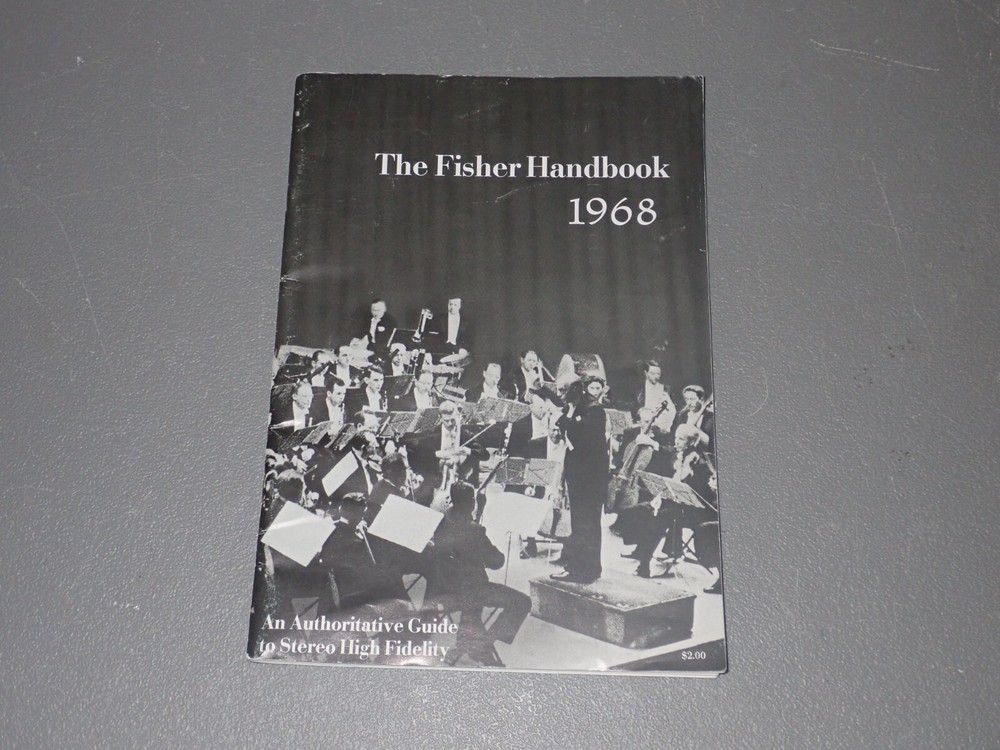 The Fisher Handbook
1968
An Authoritative Guide
to Stereo High Fidelity
$2.00